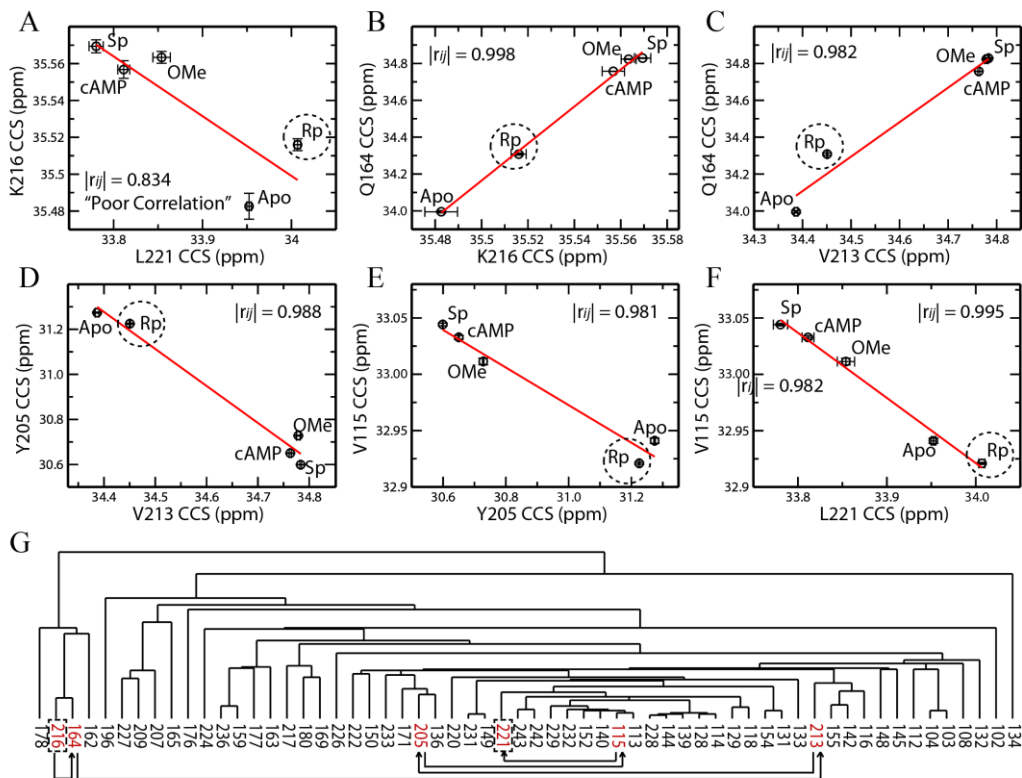 A
35.56
35.54
35.52
35.5
35.48
K216 CCS (ppm)
Sp
OMe
cAMP
Rp
Apo
|rij| = 0.834
“Poor Correlation”
33.8
33.9
34
L221 CCS (ppm)
B
|rij| = 0.998
34.8
34.6
34.4
34.2
34.0
Q164 CCS (ppm)
OMe
Sp
cAMP
Rp
Apo
35.48
35.5
35.52
35.54
35.56
35.58
K216 CCS (ppm)
C
|rij| = 0.982
34.8
34.6
34.4
34.2
34.0
Q164 CCS (ppm)
OMe
Sp
cAMP
Rp
Apo
34.3
34.4
34.5
34.6
34.7
34.8
V213 CCS (ppm)
D
|rij| = 0.988
31.2
31.0
30.8
30.6
Y205 CCS (ppm)
Apo
Rp
OMe
cAMP
Sp
34.4
34.5
34.6
34.7
34.8
V213 CCS (ppm)
E
|rij| = 0.981
33.05
33.00
32.95
32.9
V115 CCS (ppm)
Sp
cAMP
OMe
Apo
Rp
30.6
30.8
31.0
31.2
Y205 CCS (ppm)
F
|rij| = 0.995
|rij| = 0.982
33.05
33.00
32.95
32.9
V115 CCS (ppm)
Sp
cAMP
OMe
Apo
Rp
33.8
33.9
34.0
L221 CCS (ppm)
G
178
216
164
162
196
227
209
207
165
176
224
236
159
177
163
217
180
169
226
222
150
233
171
205
136
220
231
149
221
243
242
229
232
152
140
115
113
228
144
139
128
114
129
118
154
131
133
213
155
142
116
148
145
112
104
103
108
132
102
134